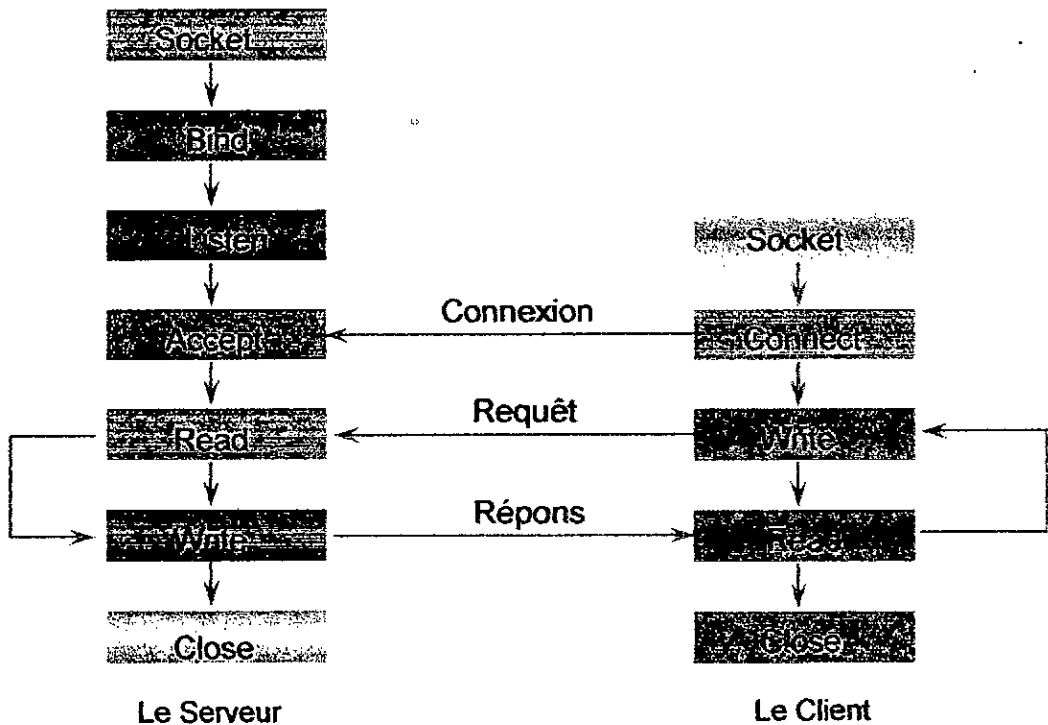 Socket
Bind
Listen
Socket
Connexion
Accept
Connect
Requêt
Read
Write
Répons
Write
Read
Close
Close
Le Serveur
Le Client